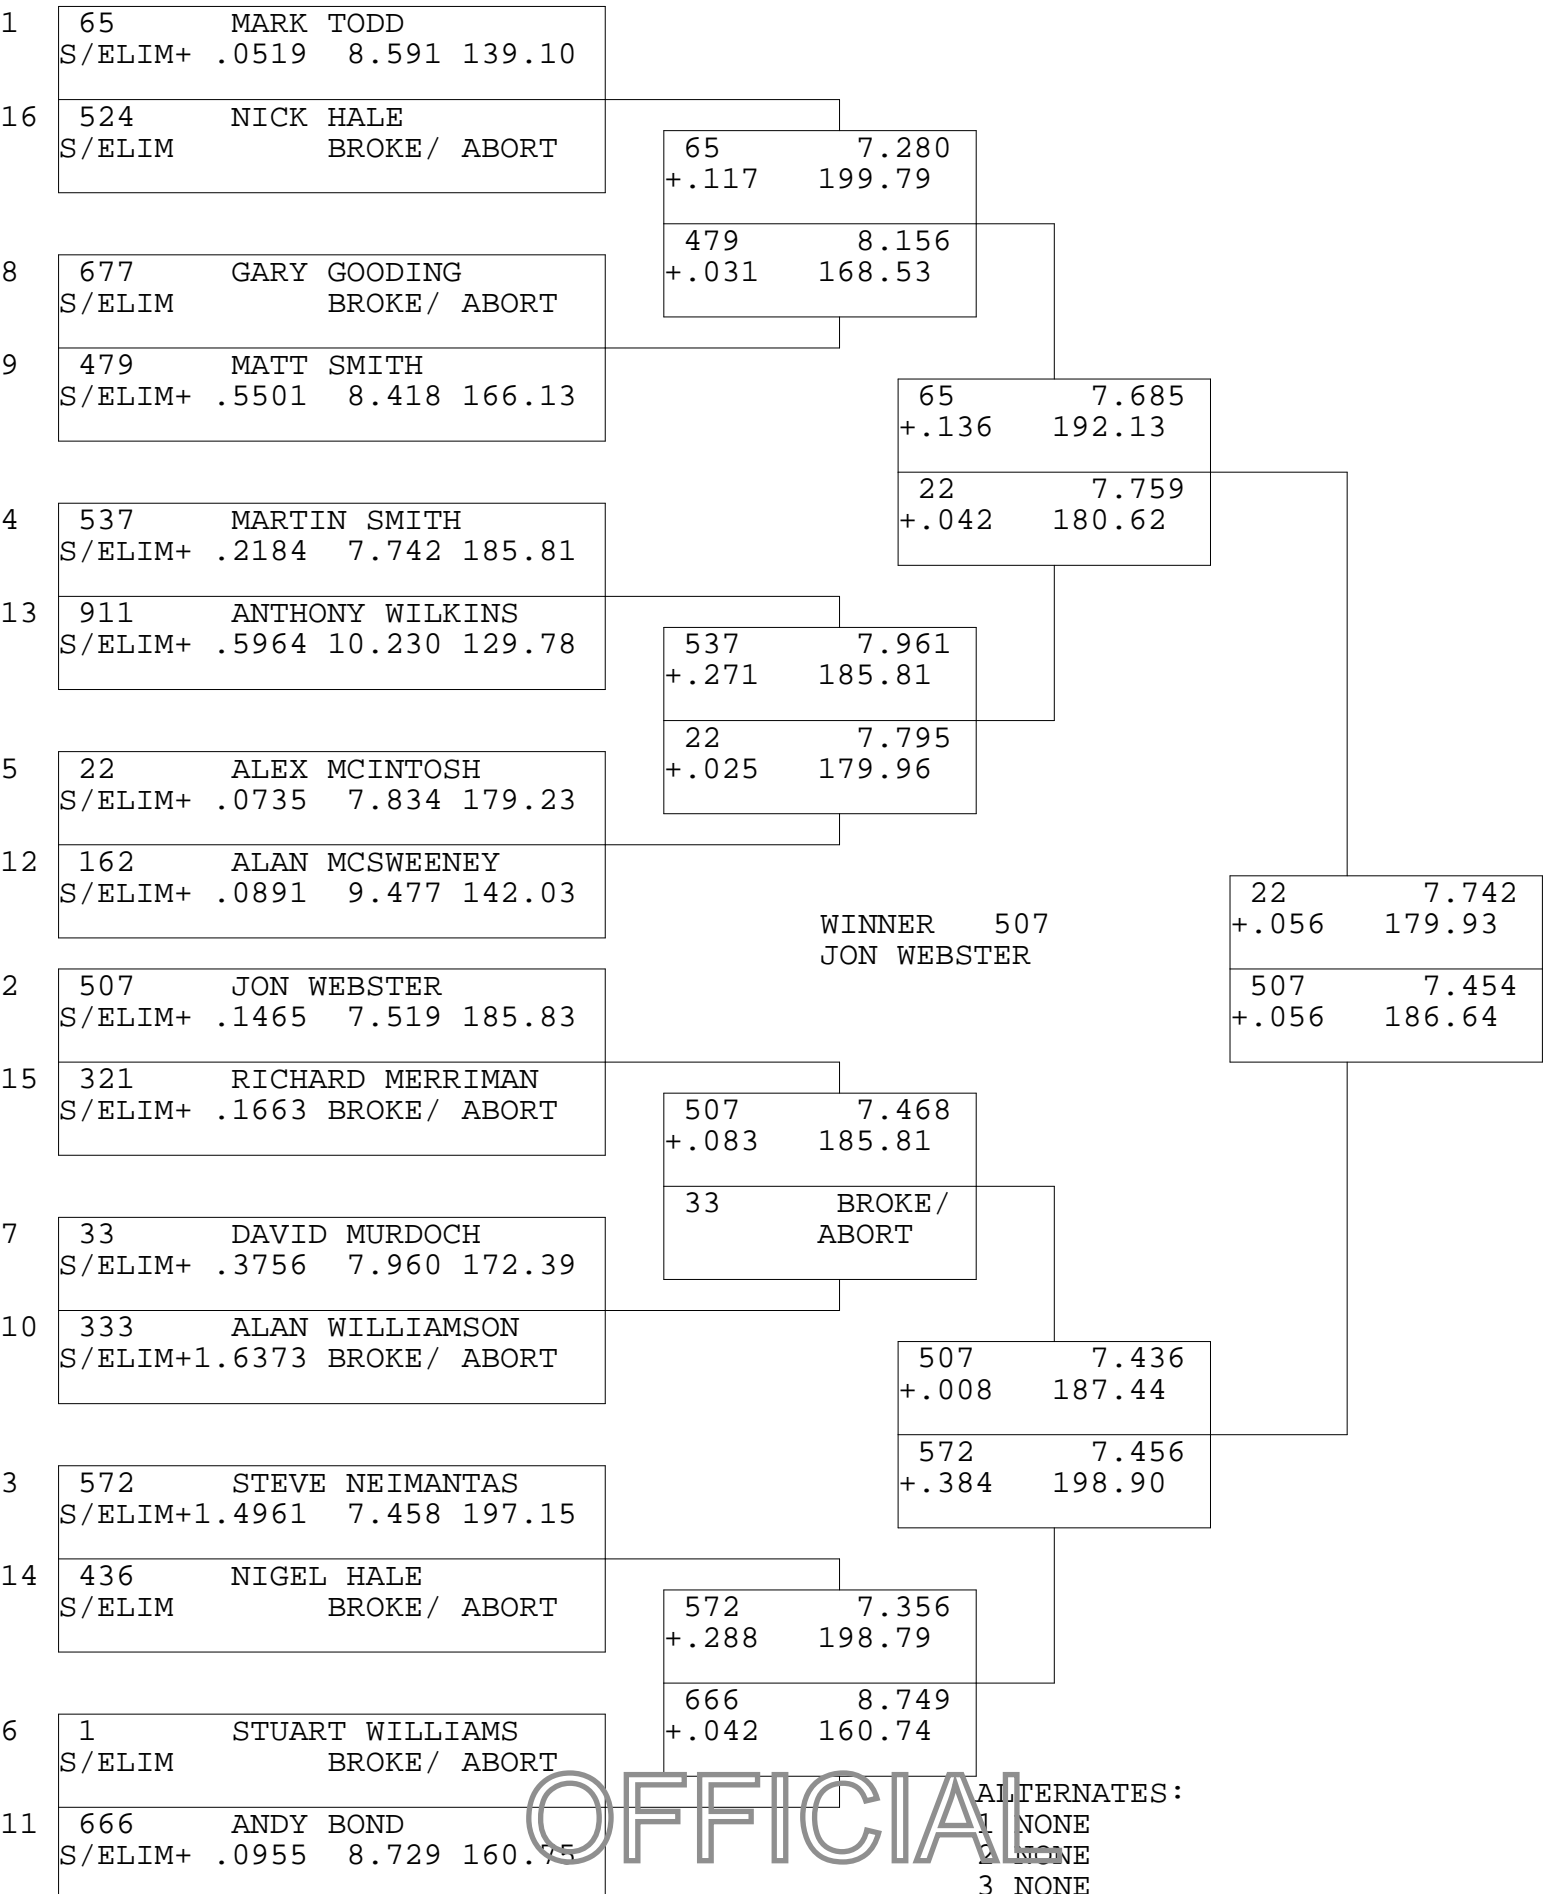 1 65 MARK TODD
S/ELIM+ .0519 8.591 139.10
16 524 NICK HALE
S/ELIM BROKE/ ABORT
65 7.280
+.117 199.79
479 8.156
+.031 168.53
8 677 GARY GOODING
S/ELIM BROKE/ ABORT
9 479 MATT SMITH
S/ELIM+ .5501 8.418 166.13
65 7.685
+.136 192.13
22 7.759
+.042 180.62
4 537 MARTIN SMITH
S/ELIM+ .2184 7.742 185.81
13 911 ANTHONY WILKINS
S/ELIM+ .5964 10.230 129.78
537 7.961
+.271 185.81
22 7.795
+.025 179.96
5 22 ALEX MCINTOSH
S/ELIM+ .0735 7.834 179.23
12 162 ALAN MCSWEENEY
S/ELIM+ .0891 9.477 142.03
WINNER 507
JON WEBSTER
22 7.742
+.056 179.93
507 7.454
+.056 186.64
2 507 JON WEBSTER
S/ELIM+ .1465 7.519 185.83
15 321 RICHARD MERRIMAN
S/ELIM+ .1663 BROKE/ ABORT
507 7.468
+.083 185.81
33 BROKE/
ABORT
7 33 DAVID MURDOCH
S/ELIM+ .3756 7.960 172.39
10 333 ALAN WILLIAMSON
S/ELIM+1.6373 BROKE/ ABORT
507 7.436
+.008 187.44
572 7.456
+.384 198.90
3 572 STEVE NEIMANTAS
S/ELIM+1.4961 7.458 197.15
14 436 NIGEL HALE
S/ELIM BROKE/ ABORT
572 7.356
+.288 198.79
666 8.749
+.042 160.74
6 1 STUART WILLIAMS
S/ELIM BROKE/ ABORT
11 666 ANDY BOND
S/ELIM+ .0955 8.729 160.75
OFFICIAL
ALTERNATES:
1 NONE
2 NONE
3 NONE